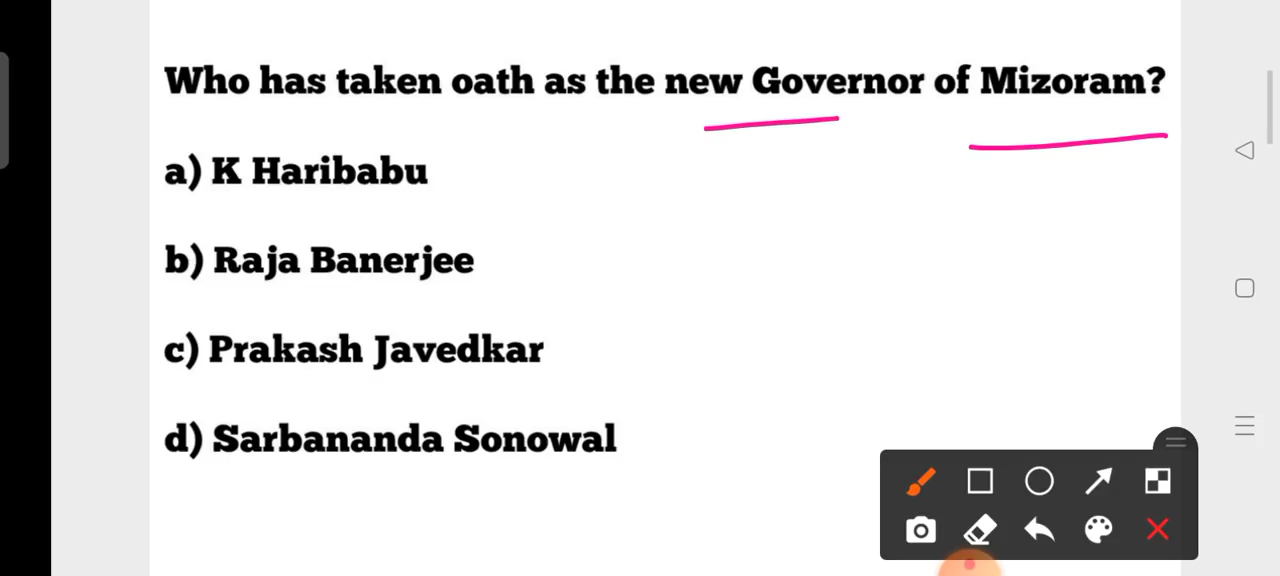 Who has taken oath as the new Governor of Mizoram?
a) K Haribabu
b) Raja Banerjee
c) Prakash Javedkar
d) Sarbananda Sonowal